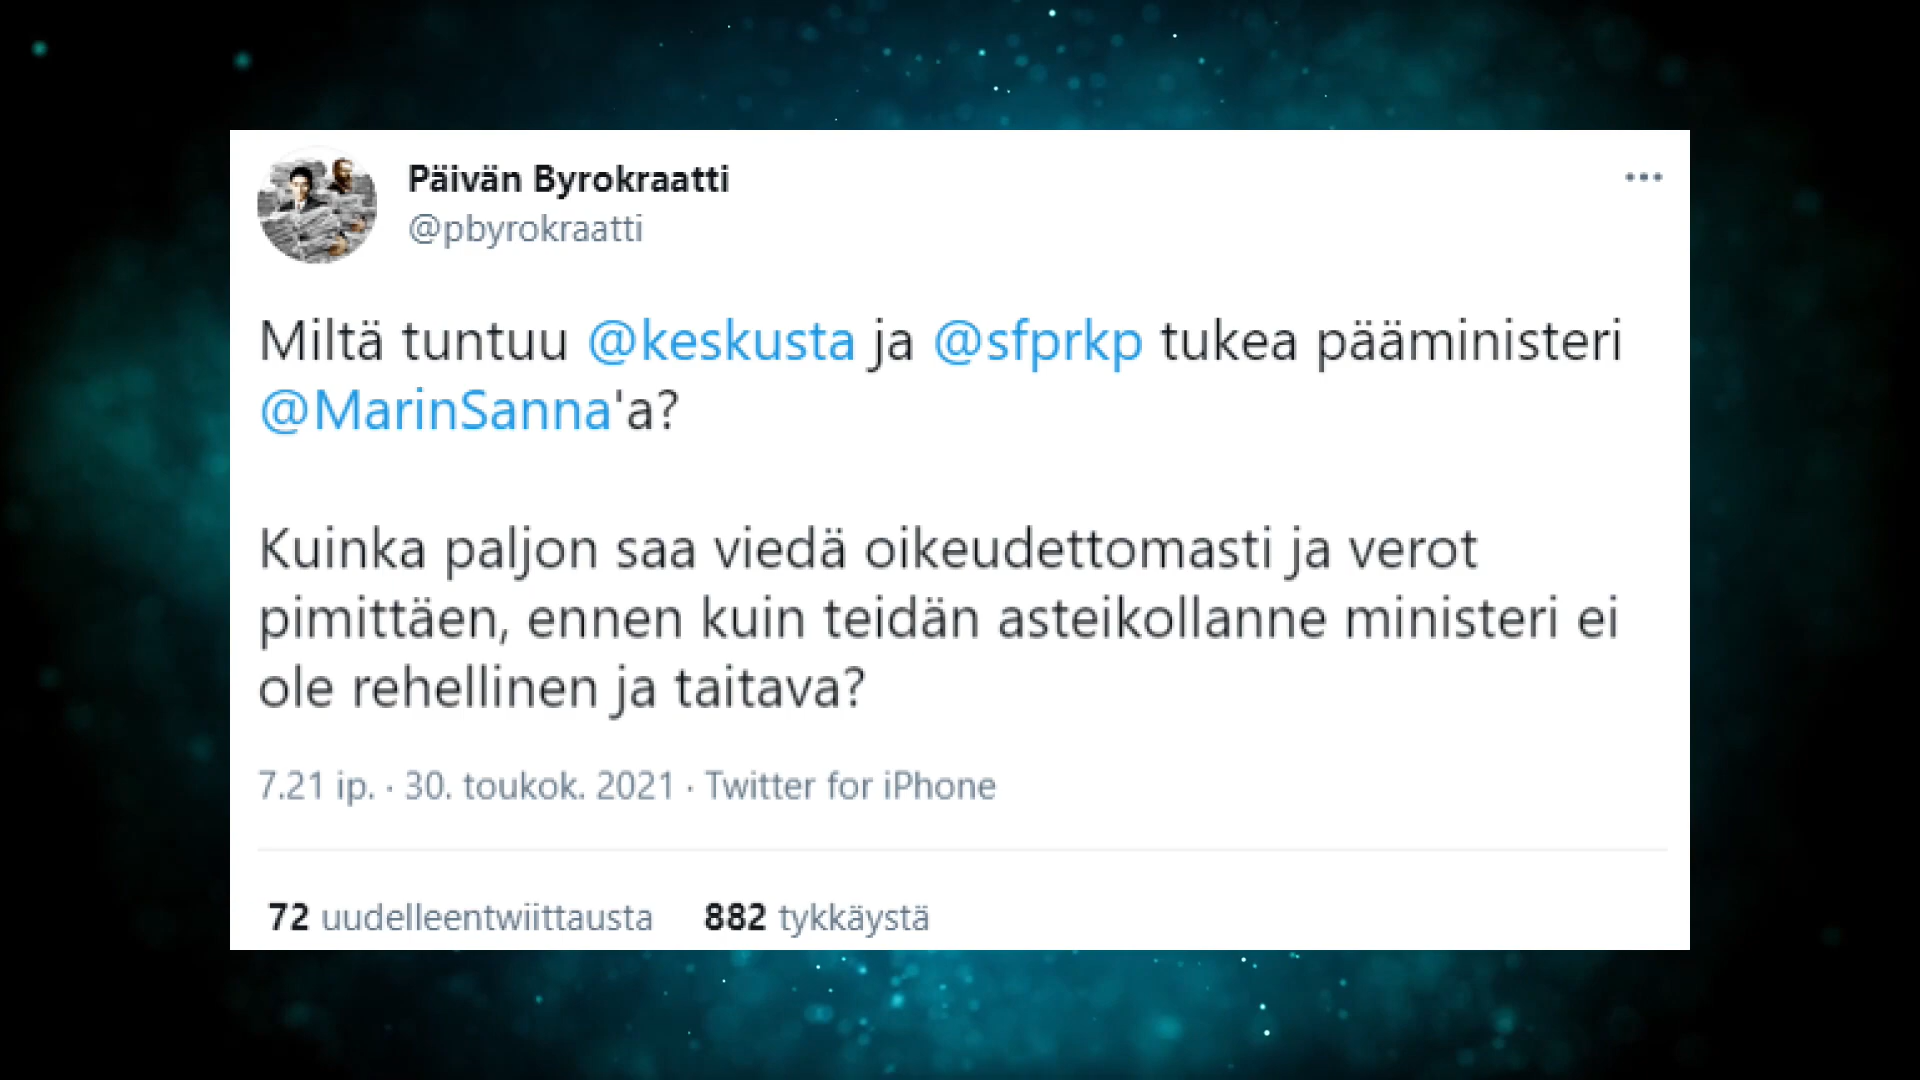 Päivän Byrokraatti
@pbyrokraatti
Miltä tuntuu @keskusta ja @sfprkp tukea pääministeri
@MarinSanna'a?
Kuinka paljon saa viedä oikeudettomasti ja verot
pimittäen, ennen kuin teidän asteikollanne ministeri ei
ole rehellinen ja taitava?
7.21 ip. · 30. toukok. 2021 · Twitter for iPhone
72 uudelleentwiittausta 882 tykkäystä